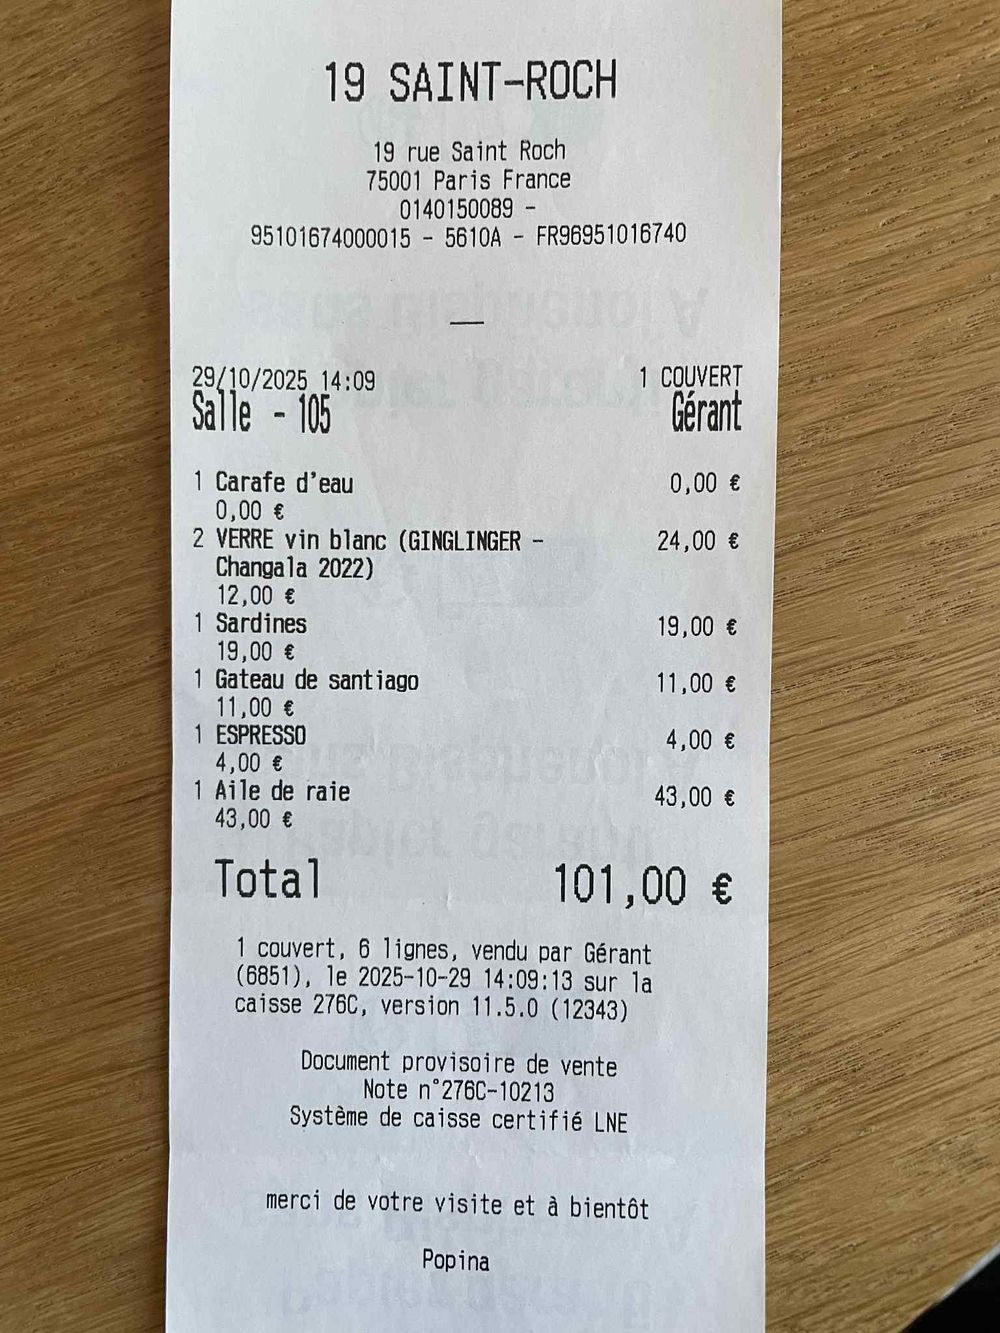 19 SAINT-ROCH
19 rue Saint Roch
75001 Paris France
0140150089 -
95101674000015 - 5610A - FR96951016740
29/10/2025 14:09 1 COUVERT
Salle - 105 Gérant
1 Carafe d'eau 0,00 €
0,00 €
2 VERRE vin blanc (GINGLINGER - 24,00 €
Changala 2022)
12,00 €
1 Sardines 19,00 €
19,00 €
1 Gateau de santiago 11,00 €
11,00 €
1 ESPRESSO 4,00 €
4,00 €
1 Aile de raie 43,00 €
43,00 €
Total 101,00 €
1 couvert, 6 lignes, vendu par Gérant
(6851), le 2025-10-29 14:09:13 sur la
caisse 276C, version 11.5.0 (12343)
Document provisoire de vente
Note n°276C-10213
Système de caisse certifié LNE
merci de votre visite et à bientôt
Popina